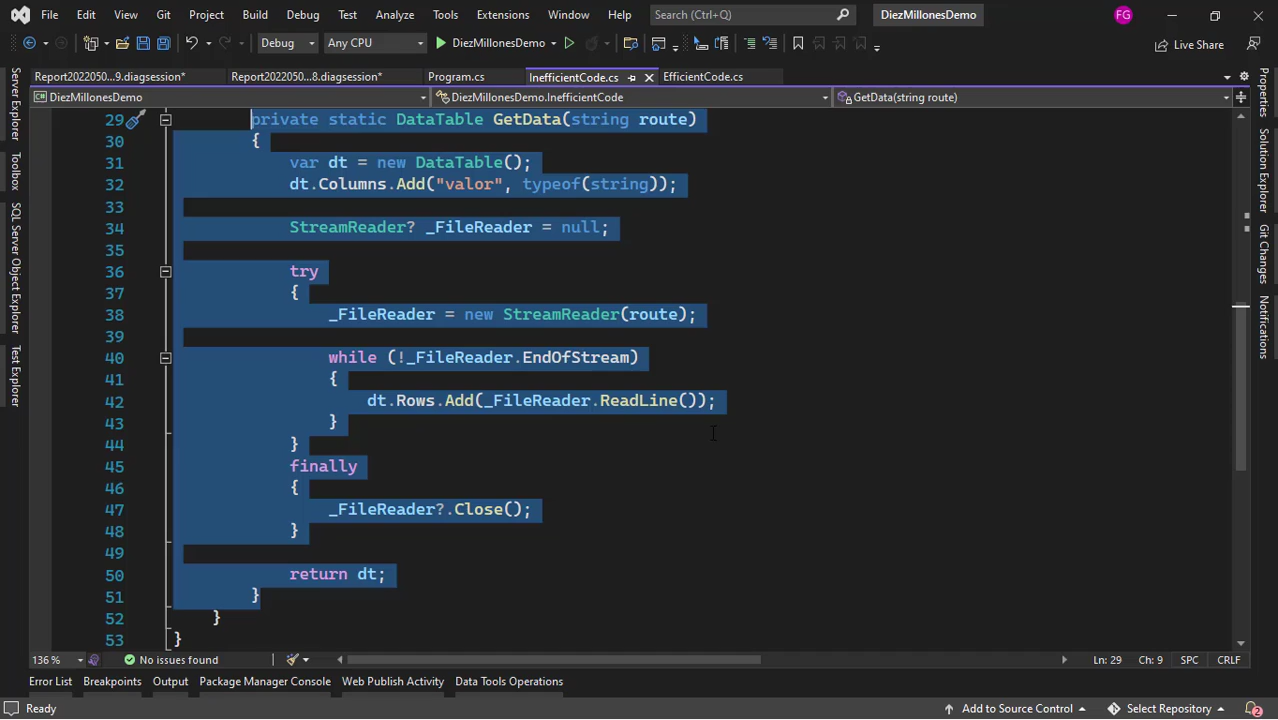 File Edit View Git Project Build Debug Test Analyze Tools Extensions Window Help Search (Ctrl+Q) DiezMillonesDemo FG
Debug Any CPU DiezMillonesDemo Live Share
Report2022050...9.diagsession* Report2022050...8.diagsession* Program.cs InefficientCode.cs EfficientCode.cs
DiezMillonesDemo DiezMillonesDemo.InefficientCode GetData(string route)
Server Explorer
Toolbox
SQL Server Object Explorer
Test Explorer
29 private static DataTable GetData(string route)
30 {
31 var dt = new DataTable();
32 dt.Columns.Add("valor", typeof(string));
33
34 StreamReader? _FileReader = null;
35
36 try
37 {
38 _FileReader = new StreamReader(route);
39
40 while (!_FileReader.EndOfStream)
41 {
42 dt.Rows.Add(_FileReader.ReadLine());
43 }
44 }
45 finally
46 {
47 _FileReader?.Close();
48 }
49
50 return dt;
51 }
52 }
53 }
Properties
Solution Explorer
Git Changes
Notifications
136 % No issues found Ln: 29 Ch: 9 SPC CRLF
Error List Breakpoints Output Package Manager Console Web Publish Activity Data Tools Operations
Ready Add to Source Control Select Repository 2